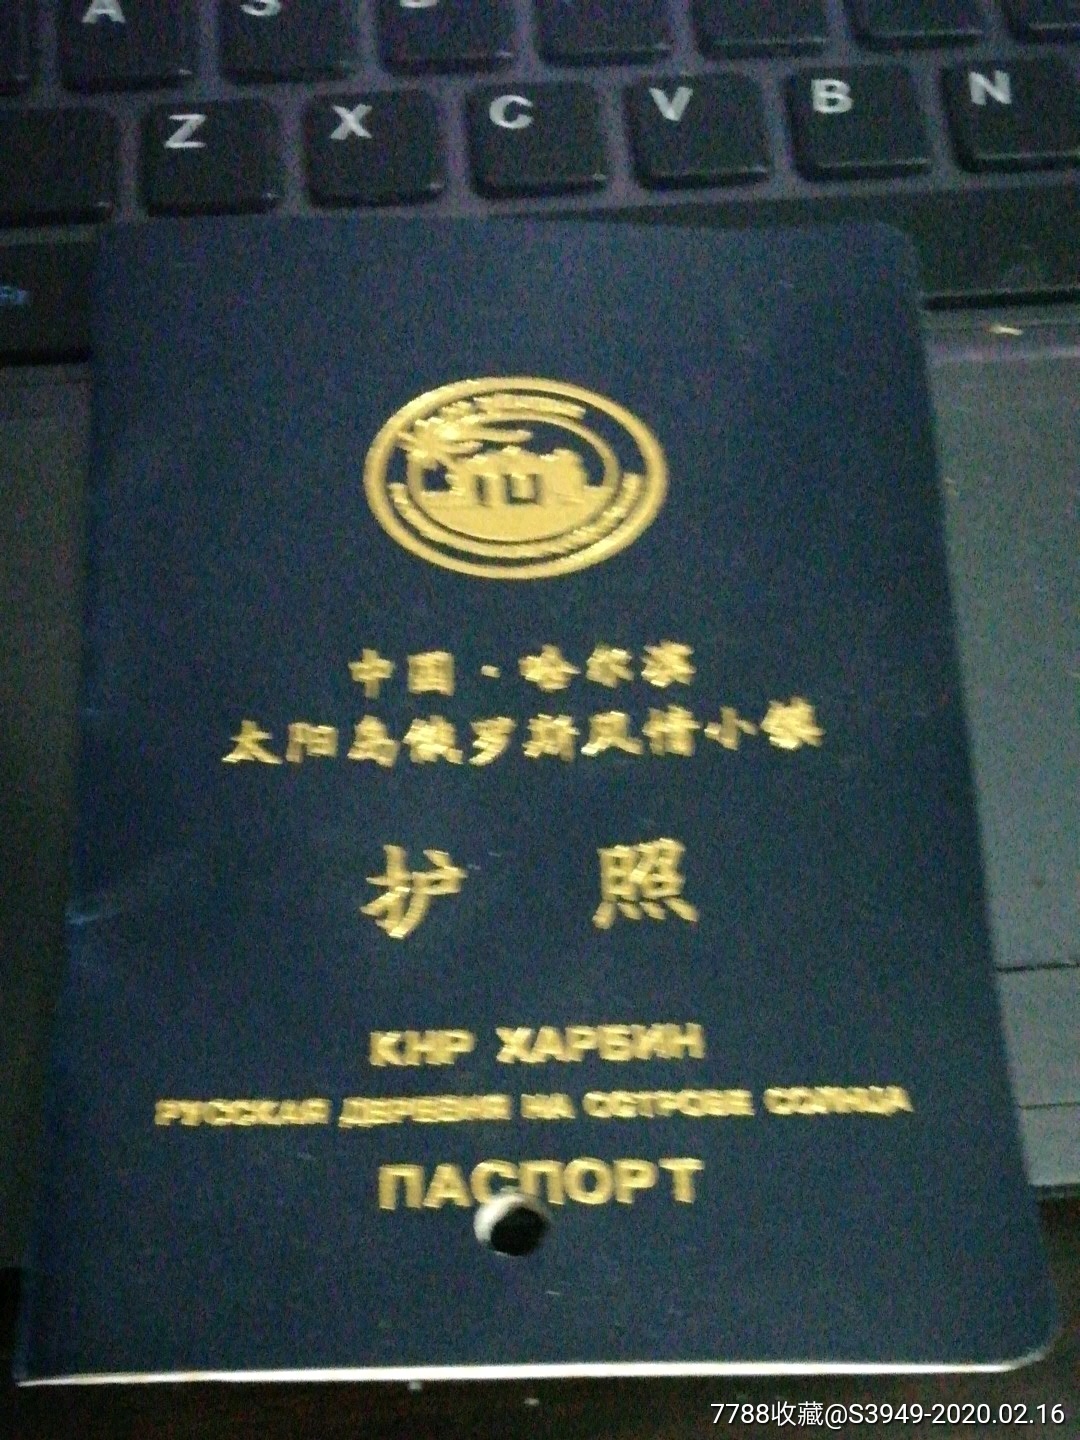 A S D
Z X C V B N
中国·哈尔滨
太阳岛俄罗斯风情小镇
护照
КНР ХАРБИН
РУССКАЯ ДЕРЕВНЯ НА ОСТРОВЕ СОЛНЦА
ПАСПОРТ
7788收藏@S3949-2020.02.16